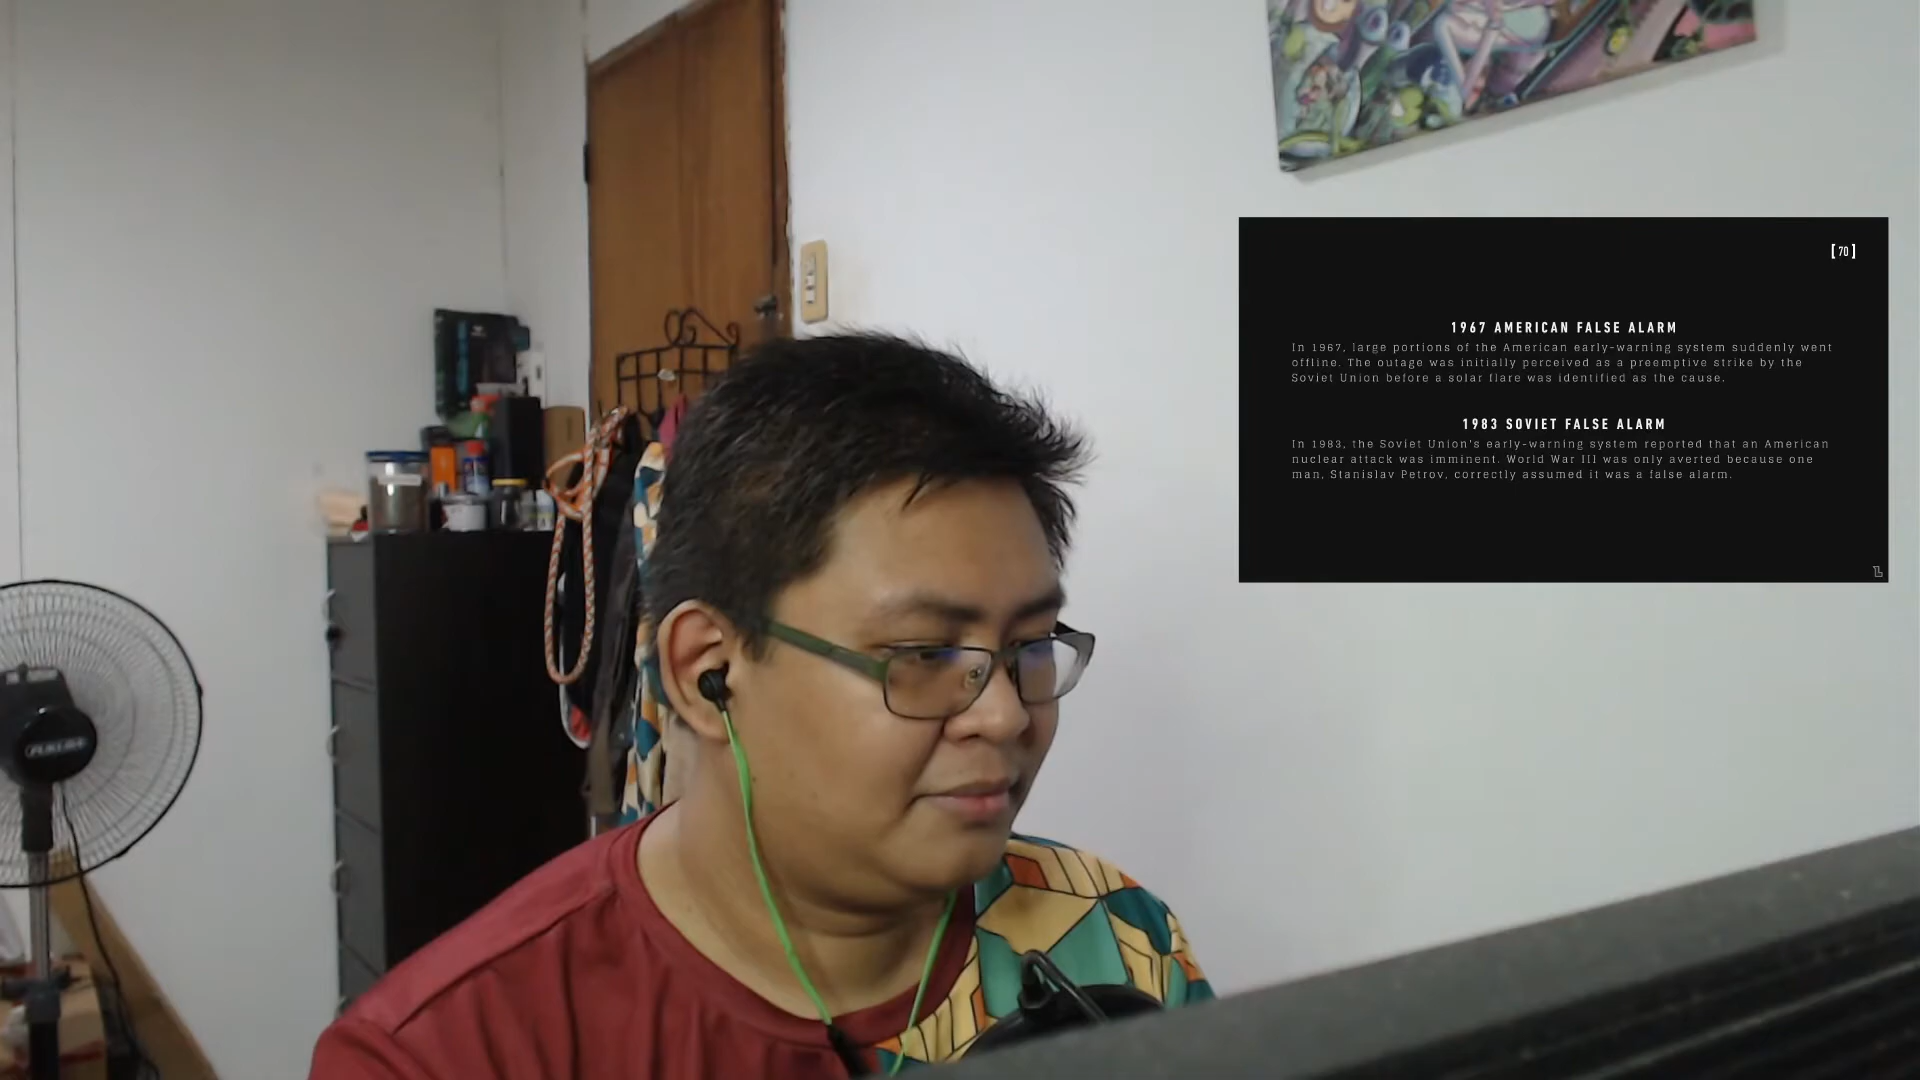 [70]
1967 AMERICAN FALSE ALARM
In 1967, large portions of the American early-warning system suddenly went
offline. The outage was initially perceived as a preemptive strike by the
Soviet Union before a solar flare was identified as the cause.
1983 SOVIET FALSE ALARM
In 1983, the Soviet Union's early-warning system reported that an American
nuclear attack was imminent. World War III was only averted because one
man, Stanislav Petrov, correctly assumed it was a false alarm.